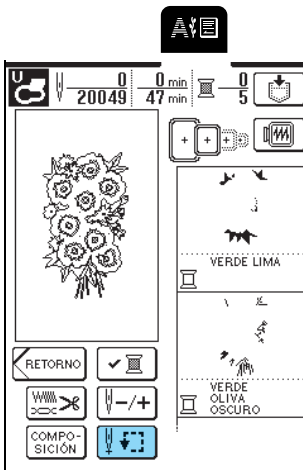 A
U
0 0 min 0
20049 47 min 5
VERDE LIMA
RETORNO
VERDE
OLIVA
OSCURO
-/+
COMPO-
SICIÓN